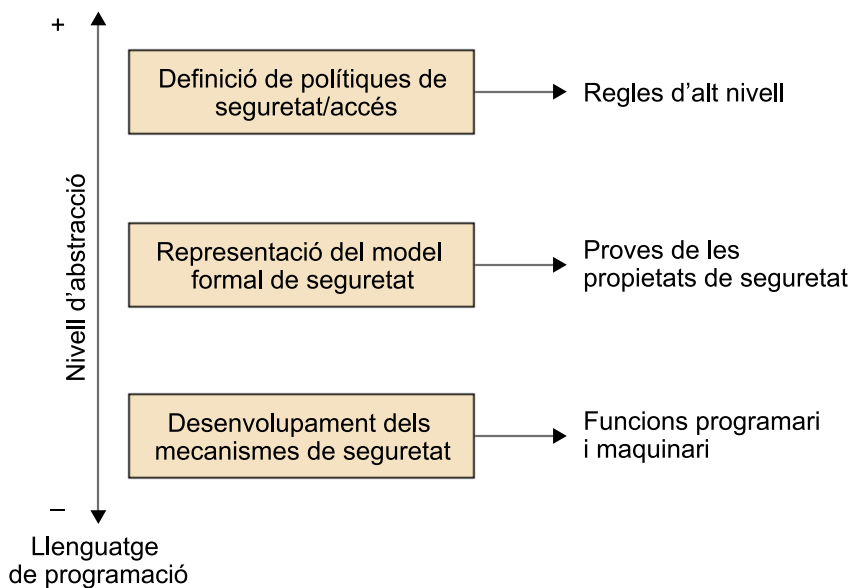 +
Definició de polítiques de
seguretat/accés
Regles d'alt nivell
Nivell d'abstracció
Representació del model
formal de seguretat
Proves de les
propietats de seguretat
Desenvolupament dels
mecanismes de seguretat
Funcions programari
i maquinari
–
Llenguatge
de programació